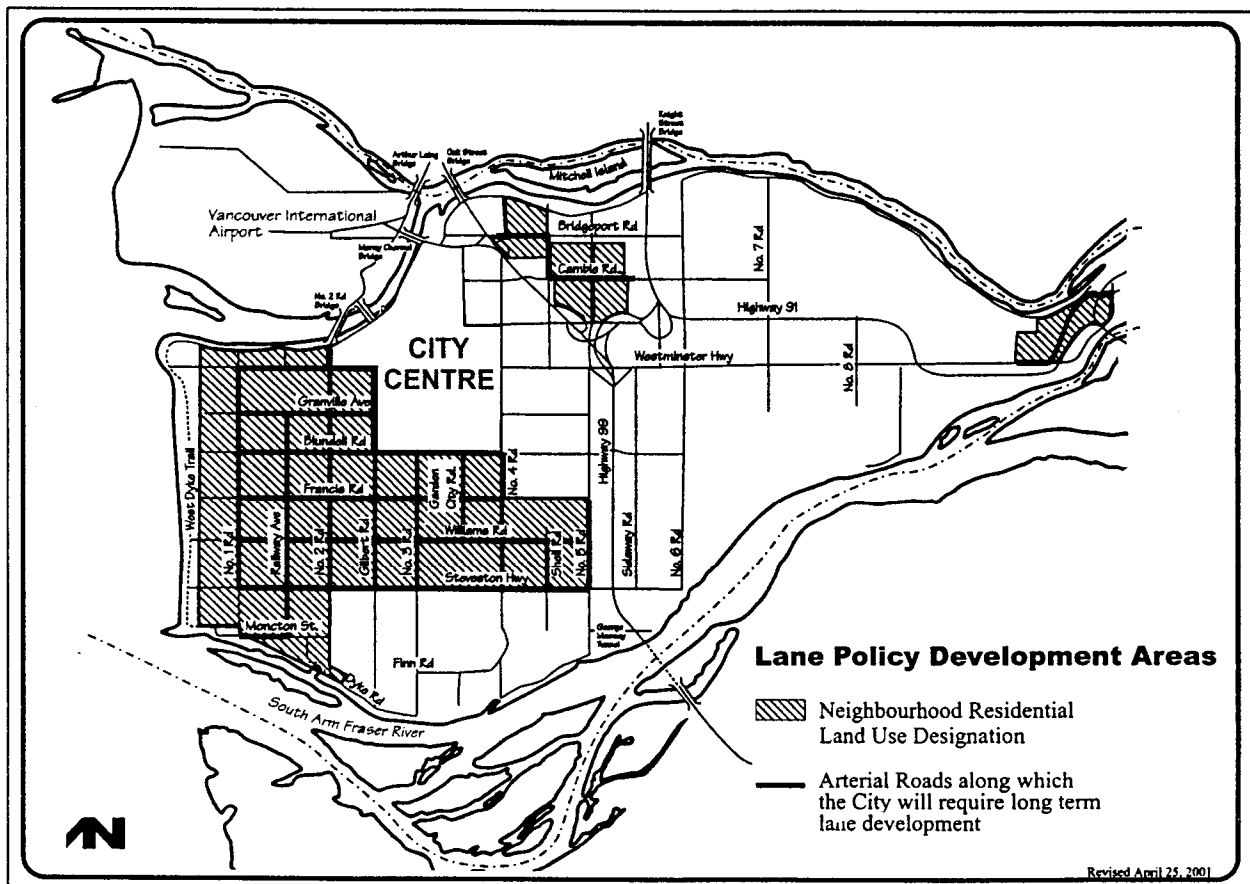 Knight
Street
Bridge
Arthur Laing
Bridge
Oak Street
Bridge
Mitchell Island
Vancouver International
Airport
Bridgeport Rd
No. 7 Rd
Cambie Rd.
No. 2 Rd
Bridge
Highway 91
CITY
CENTRE
Westminster Hwy
No. 8 Rd
Granville Ave
Blundell Rd
West Dyke Trail
Francis Rd
Garden
City Rd.
No. 4 Rd
Highway 99
Williams Rd
No. 1 Rd
Railway Ave
No. 2 Rd
Gilbert Rd
No. 3 Rd
Shell Rd
No. 5 Rd
Sidaway Rd
No. 6 Rd
Steveston Hwy
Moncton St.
George
Massey
Tunnel
Finn Rd
Dyke Rd
South Arm Fraser River
Lane Policy Development Areas
Neighbourhood Residential
Land Use Designation
Arterial Roads along which
the City will require long term
lane development
N
Revised April 25, 2001